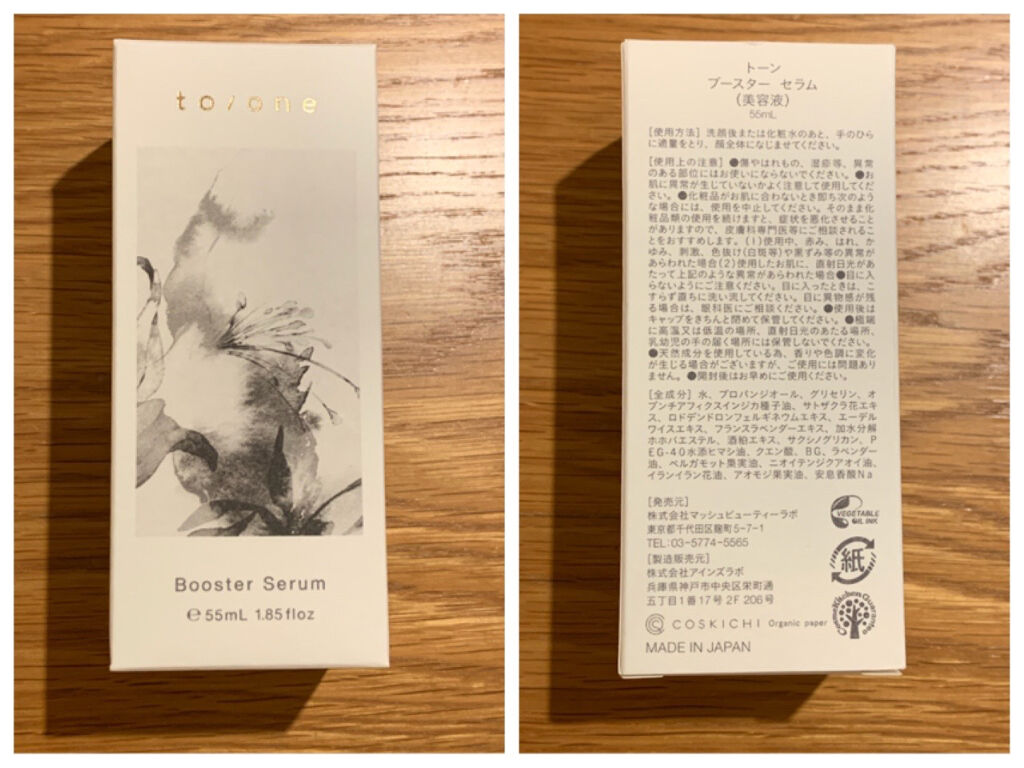 to/one
Booster Serum
℮55mL 1.85floz
トーン
ブースター セラム
(美容液)
55mL
[使用方法] 洗顔後または化粧水のあと、手のひら
に適量をとり、顔全体になじませてください。
[使用上の注意] ●傷やはれもの、湿疹等、異常
のある部位にはお使いにならないでください。●お
肌に異常が生じていないかよく注意して使用してくだ
さい。●化粧品がお肌に合わないとき即ち次のよう
な場合には、使用を中止してください。そのまま化
粧品類の使用を続けますと、症状を悪化させること
がありますので、皮膚科専門医等にご相談されるこ
とをおすすめします。(1)使用中、赤み、はれ、か
ゆみ、刺激、色抜け(白斑等)や黒ずみ等の異常が
あらわれた場合(2)使用したお肌に、直射日光があ
たって上記のような異常があらわれた場合●目に入
らないようにご注意ください。目に入ったときは、こ
すらず直ちに洗い流してください。目に異物感が残
る場合は、眼科医にご相談ください。●使用後は
キャップをきちんと閉めて保管してください。●極端
に高温又は低温の場所、直射日光のあたる場所、
乳幼児の手の届く場所には保管しないでください。
●天然成分を使用している為、香りや色調に変化
が生じる場合がございますが、ご使用には問題あり
ません。●開封後はお早めにご使用ください。
[全成分] 水、プロパンジオール、グリセリン、オ
プンチアフィクスインジカ種子油、サトザクラ花エキ
ス、ロドデンドロンフェルギネウムエキス、エーデル
ワイスエキス、フランスラベンダーエキス、加水分解
ホホバエステル、酒粕エキス、サクシノグリカン、P
EG-40水添ヒマシ油、クエン酸、BG、ラベンダー
油、ベルガモット果実油、ニオイテンジクアオイ油、
イランイラン花油、アオモジ果実油、安息香酸Na
[発売元]
株式会社マッシュビューティーラボ
東京都千代田区麹町5-7-1
TEL:03-5774-5565
[製造販売元]
株式会社アインズラボ
兵庫県神戸市中央区栄町通
五丁目1番17号 2F 206号
VEGETABLE
OIL INK
紙
CosmeKitchen Guarantee
COSKICHI Organic paper
MADE IN JAPAN